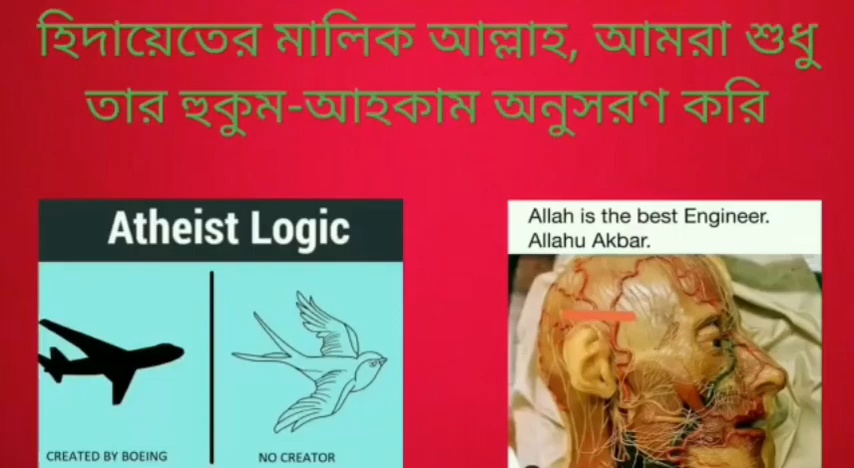 হিদায়েতের মালিক আল্লাহ, আমরা শুধু
তার হুকুম-আহকাম অনুসরণ করি
Atheist Logic
CREATED BY BOEING
NO CREATOR
Allah is the best Engineer.
Allahu Akbar.